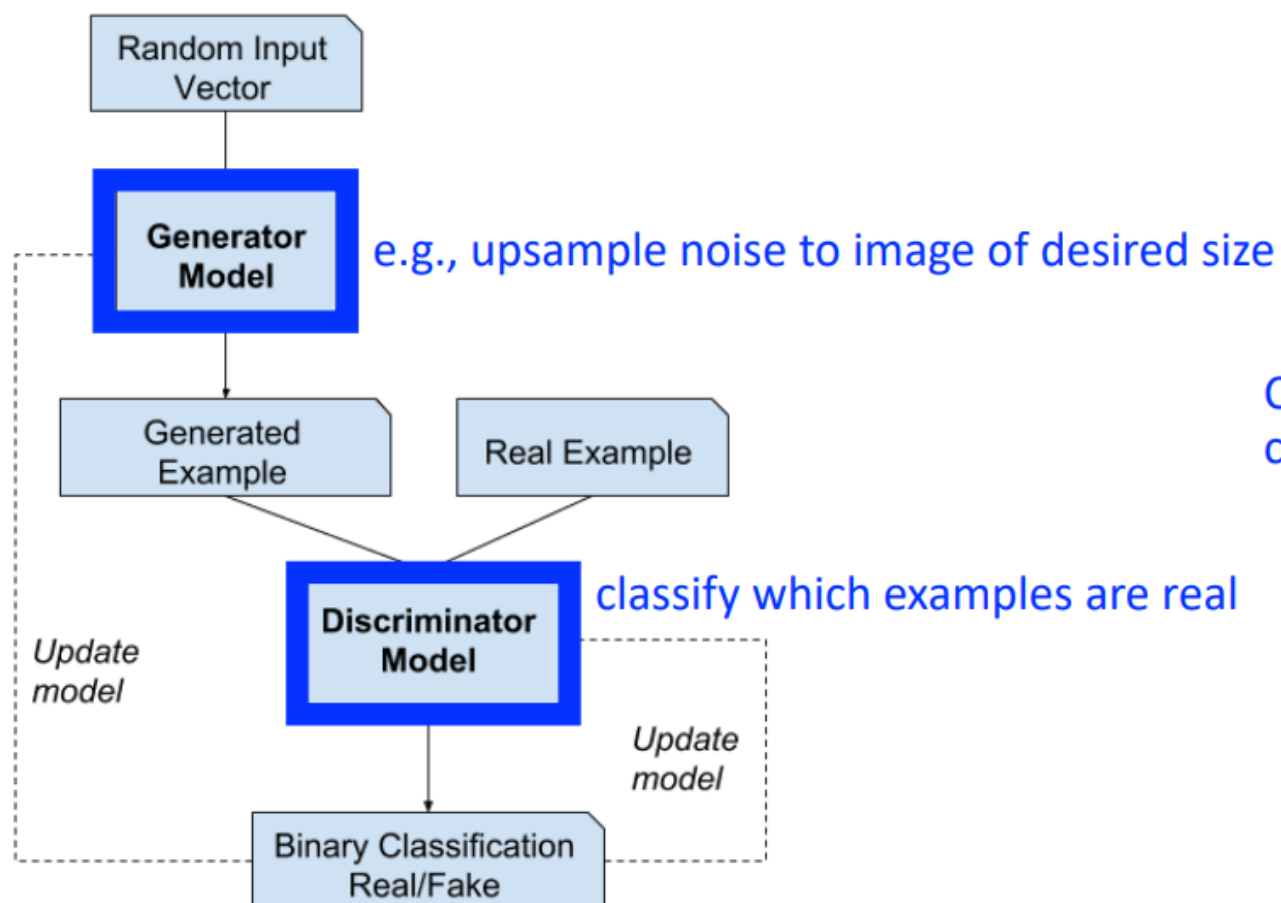 Random Input
Vector
Generator
Model
e.g., upsample noise to image of desired size
Generated
Example
Real Example
Discriminator
Model
classify which examples are real
Update
model
Update
model
Binary Classification
Real/Fake